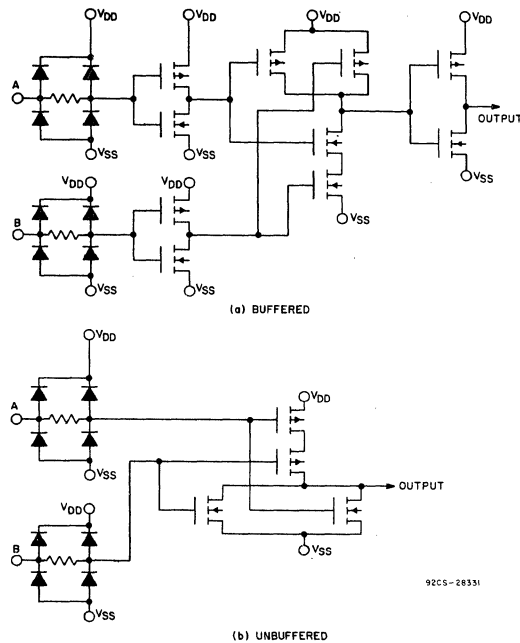 VDD VDD VDD VDD
A
OUTPUT
VSS VSS VSS
VDD VDD
B
VSS
VSS VSS
(a) BUFFERED
VDD
A
VDD
VSS
OUTPUT
VDD
B
VSS
VSS
92CS-28331
(b) UNBUFFERED